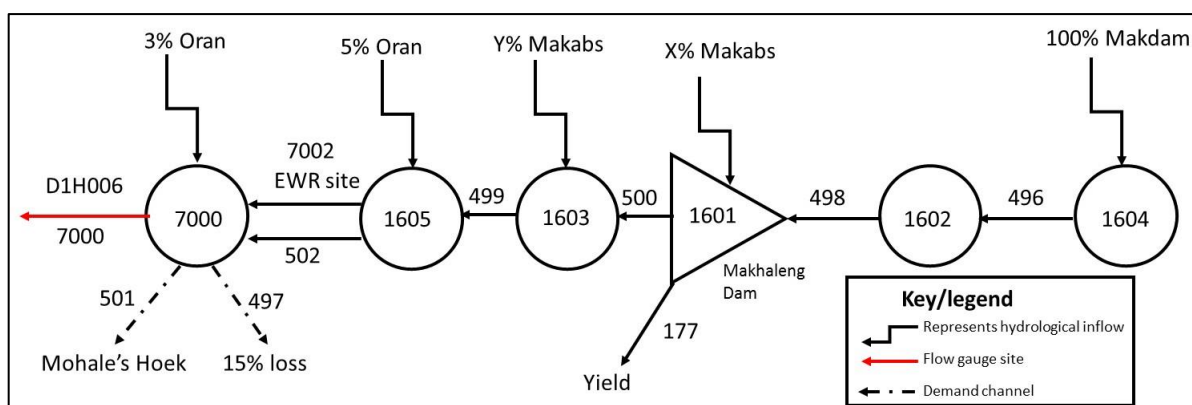 3% Oran
5% Oran
Y% Makabs
X% Makabs
100% Makdam
D1H006
7000
7000
7002
EWR site
502
1605
499
1603
500
1601
498
1602
496
1604
Makhaleng
Dam
501
497
177
Mohale's Hoek
15% loss
Yield
Key/legend
Represents hydrological inflow
Flow gauge site
Demand channel